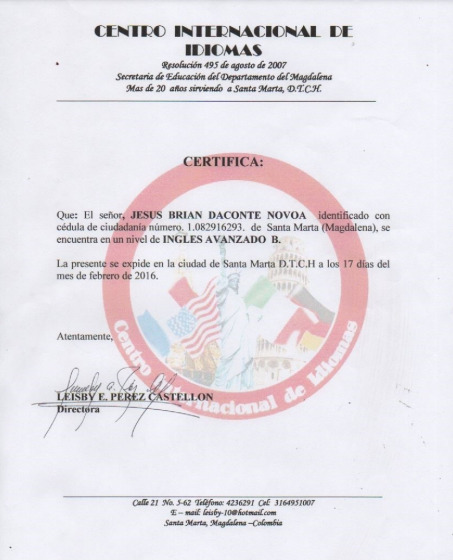 CENTRO INTERNACIONAL DE
IDIOMAS
Resolución 495 de agosto de 2007
Secretaria de Educación del Departamento del Magdalena
Mas de 20 años sirviendo a Santa Marta, D.T.C.H.
CERTIFICA:
Que: El señor, JESUS BRIAN DACONTE NOVOA identificado con
cédula de ciudadanía número. 1.082916293. de Santa Marta (Magdalena), se
encuentra en un nivel de INGLES AVANZADO B.
La presente se expide en la ciudad de Santa Marta D.T.C.H a los 17 días del
mes de febrero de 2016.
Atentamente,
LEISBY E. PEREZ CASTELLON
Directora
Centro Internacional de Idiomas
Calle 21 No. 5-62 Teléfono: 4236291 Cel: 3164951007
E – mail: leisby-10@hotmail.com
Santa Marta, Magdalena –Colombia